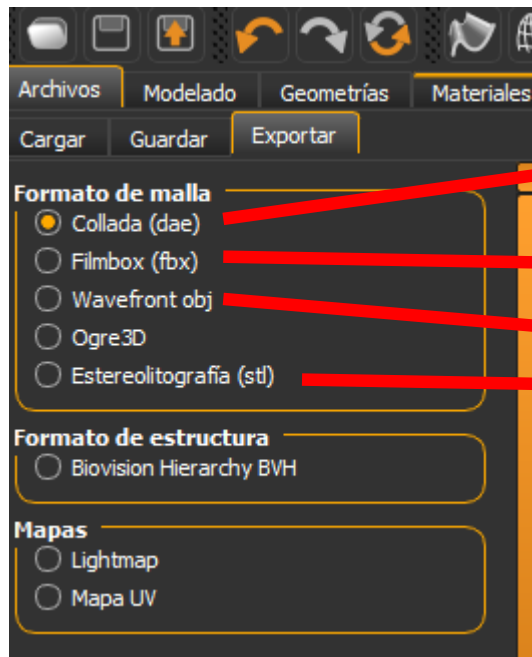 Archivos Modelado Geometrías Materiales
Cargar Guardar Exportar
Formato de malla
Collada (dae)
Filmbox (fbx)
Wavefront obj
Ogre3D
Estereolitografía (stl)
Formato de estructura
Biovision Hierarchy BVH
Mapas
Lightmap
Mapa UV